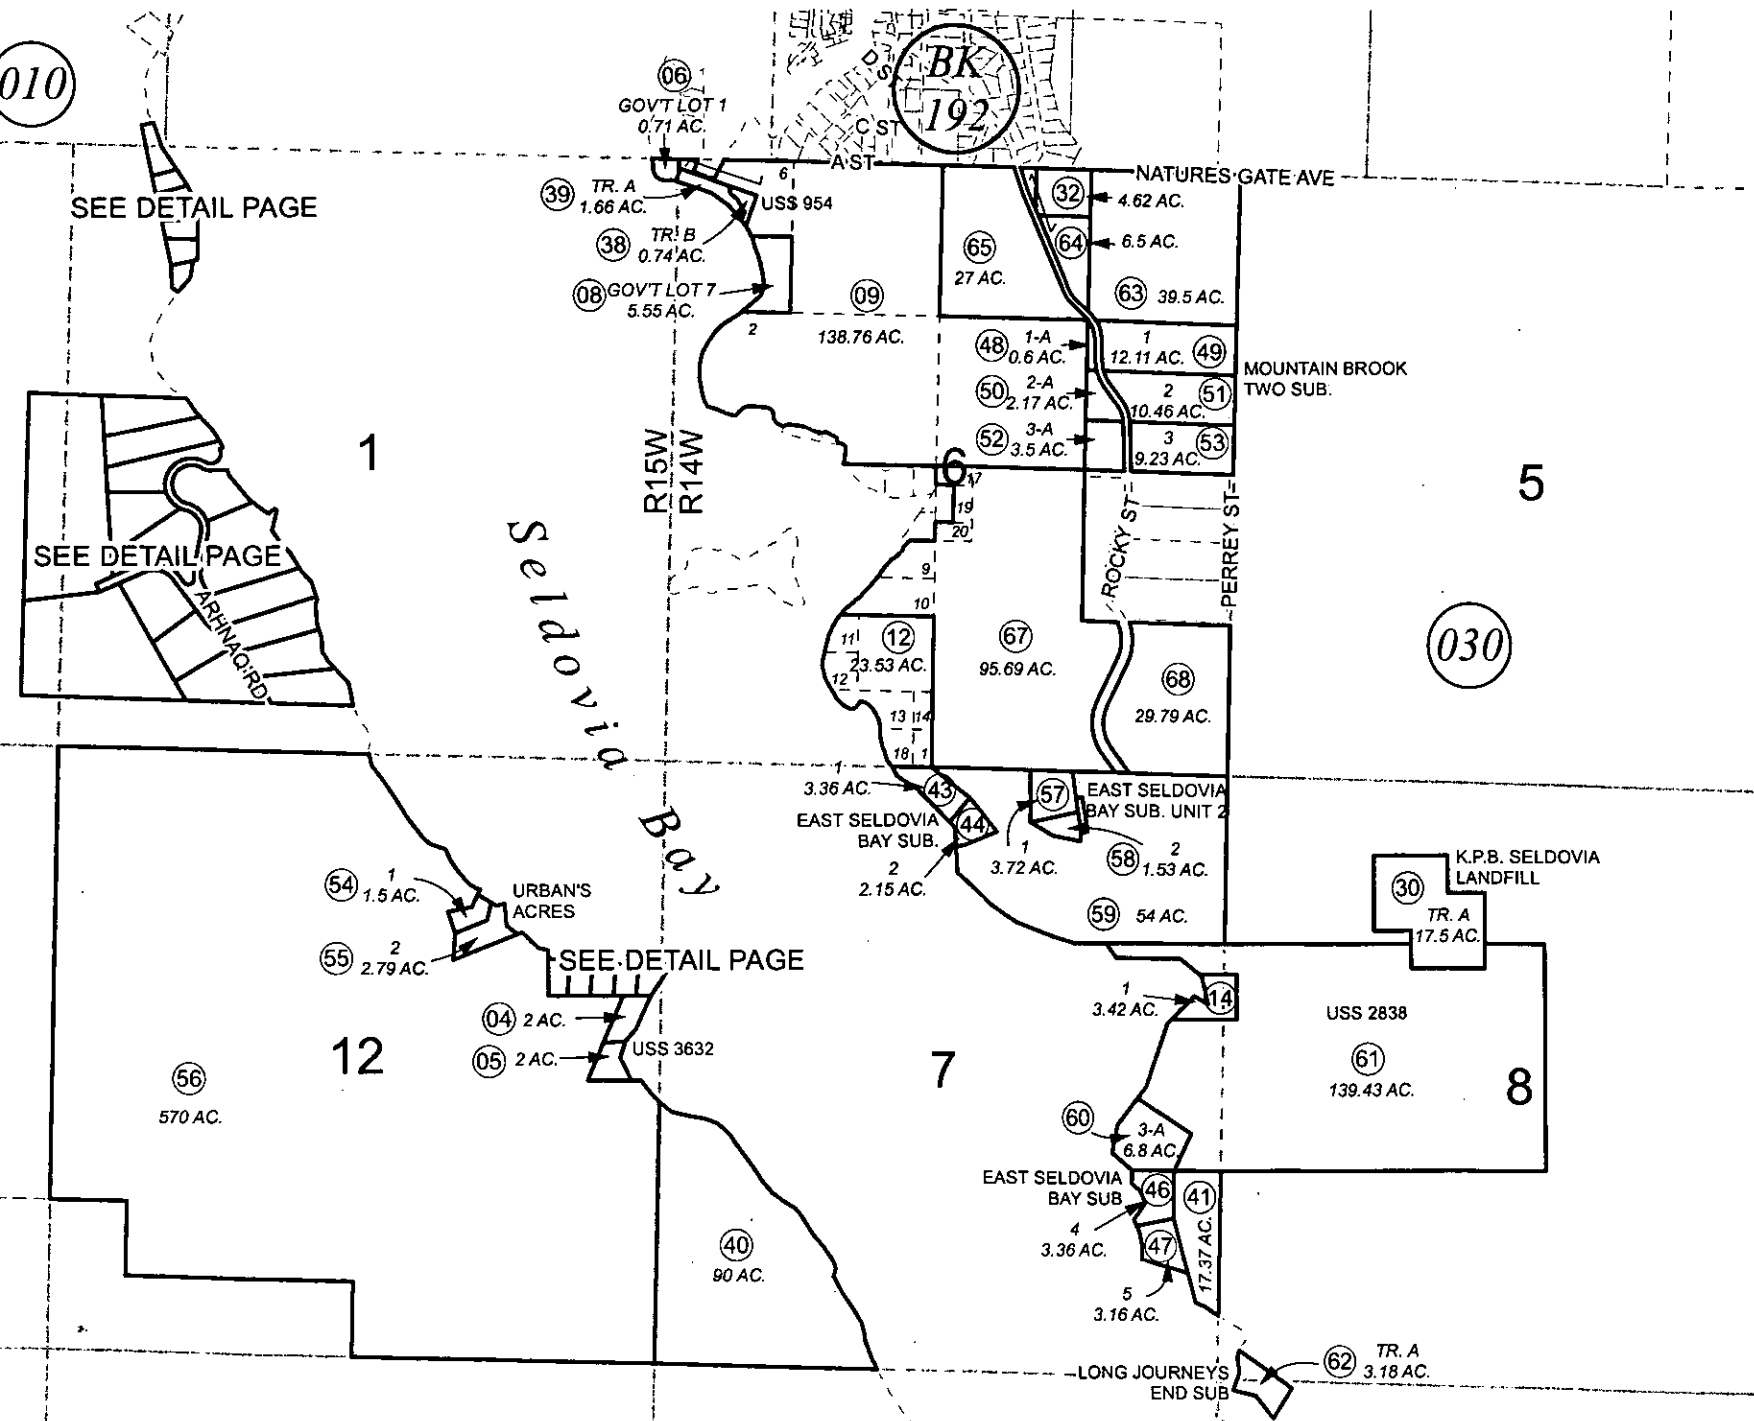 010
BK
192
D ST
C ST
A ST
06
GOV'T LOT 1
0.71 AC.
39
TR. A
1.66 AC.
38
TR. B
0.74 AC.
6
USS 954
08
GOV'T LOT 7
5.55 AC.
2
09
138.76 AC.
65
27 AC.
32
NATURES GATE AVE
4.62 AC.
64
6.5 AC.
63
39.5 AC.
48
1-A
0.6 AC.
1
12.11 AC.
49
50
2-A
2.17 AC.
2
10.46 AC.
51
52
3-A
3.5 AC.
3
9.23 AC.
53
MOUNTAIN BROOK
TWO SUB.
SEE DETAIL PAGE
1
R15W
R14W
6
17
19
20
5
SEE DETAIL PAGE
ARHNAQ RD
Seldovia
Bay
9
10
11
12
12
23.53 AC.
13
14
18
1
67
95.69 AC.
ROCKY ST
PERREY ST
68
29.79 AC.
030
1
3.36 AC.
43
44
EAST SELDOVIA
BAY SUB.
2
2.15 AC.
57
EAST SELDOVIA
BAY SUB. UNIT 2
1
3.72 AC.
58
2
1.53 AC.
59
54 AC.
K.P.B. SELDOVIA
LANDFILL
30
TR. A
17.5 AC.
54
1
1.5 AC.
URBAN'S
ACRES
55
2
2.79 AC.
SEE DETAIL PAGE
04
2 AC.
05
2 AC.
USS 3632
12
56
570 AC.
7
1
3.42 AC.
14
USS 2838
61
139.43 AC.
8
60
3-A
6.8 AC.
EAST SELDOVIA
BAY SUB
46
4
3.36 AC.
47
41
17.37 AC.
5
3.16 AC.
40
90 AC.
LONG JOURNEYS
END SUB
62
TR. A
3.18 AC.